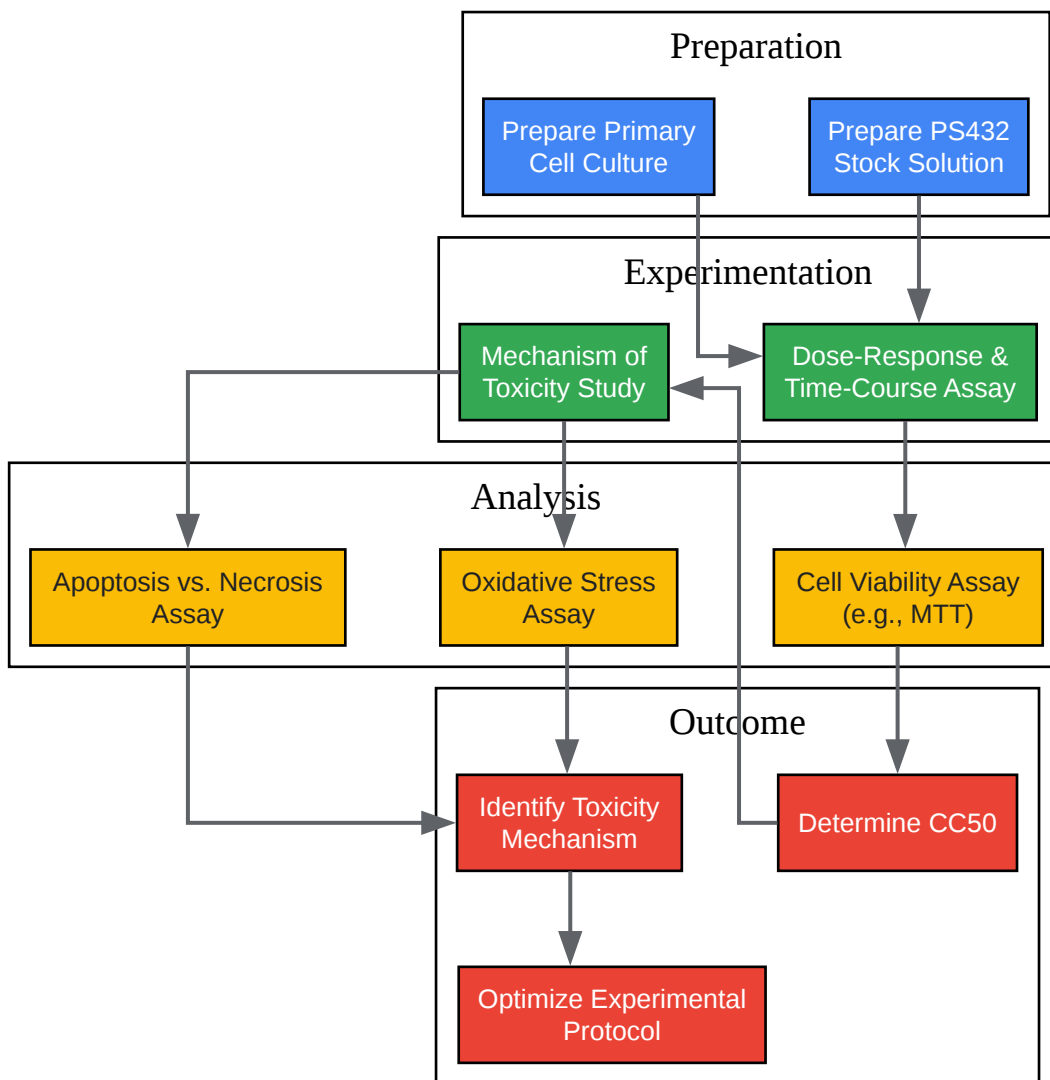 Preparation
Prepare Primary
Cell Culture
Prepare PS432
Stock Solution
Experimentation
Mechanism of
Toxicity Study
Dose-Response &
Time-Course Assay
Analysis
Apoptosis vs. Necrosis
Assay
Oxidative Stress
Assay
Cell Viability Assay
(e.g., MTT)
Outcome
Identify Toxicity
Mechanism
Determine CC50
Optimize Experimental
Protocol